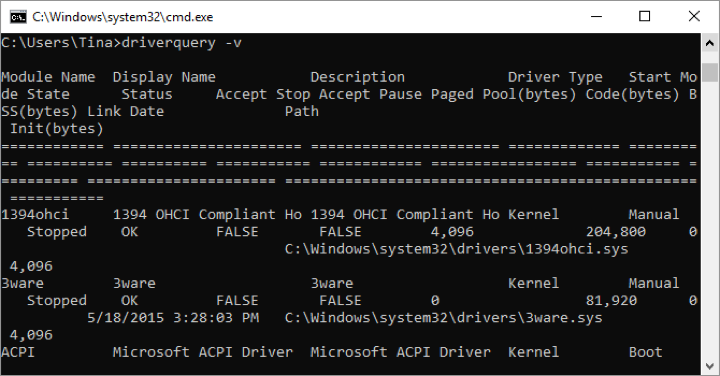 C:\Windows\system32\cmd.exe
C:\Users\Tina>driverquery -v
Module Name  Display Name           Description            Driver Type   Start Mo
de State      Status     Accept Stop Accept Pause Paged Pool(bytes) Code(bytes) B
SS(bytes) Link Date              Path
 Init(bytes)
============ ====================== ====================== ============= ========
== ========== ========== =========== ============ ================== =========== =
========= ====================== ================================================
 ===========
1394ohci     1394 OHCI Compliant Ho 1394 OHCI Compliant Ho Kernel        Manual
   Stopped    OK         FALSE       FALSE        4,096             204,800     0
                                 C:\Windows\system32\drivers\1394ohci.sys
 4,096
3ware        3ware                  3ware                  Kernel        Manual
   Stopped    OK         FALSE       FALSE        0                 81,920      0
          5/18/2015 3:28:03 PM   C:\Windows\system32\drivers\3ware.sys
 4,096
ACPI         Microsoft ACPI Driver  Microsoft ACPI Driver  Kernel        Boot